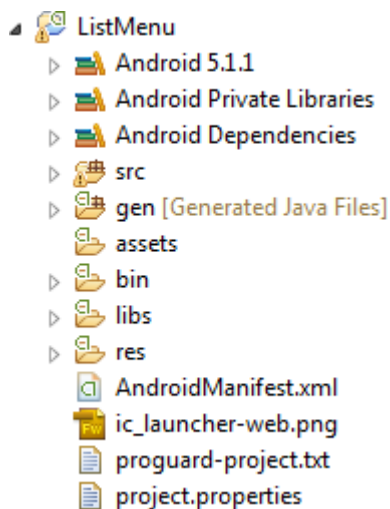 ListMenu
Android 5.1.1
Android Private Libraries
Android Dependencies
src
gen [Generated Java Files]
assets
bin
libs
res
AndroidManifest.xml
ic_launcher-web.png
proguard-project.txt
project.properties